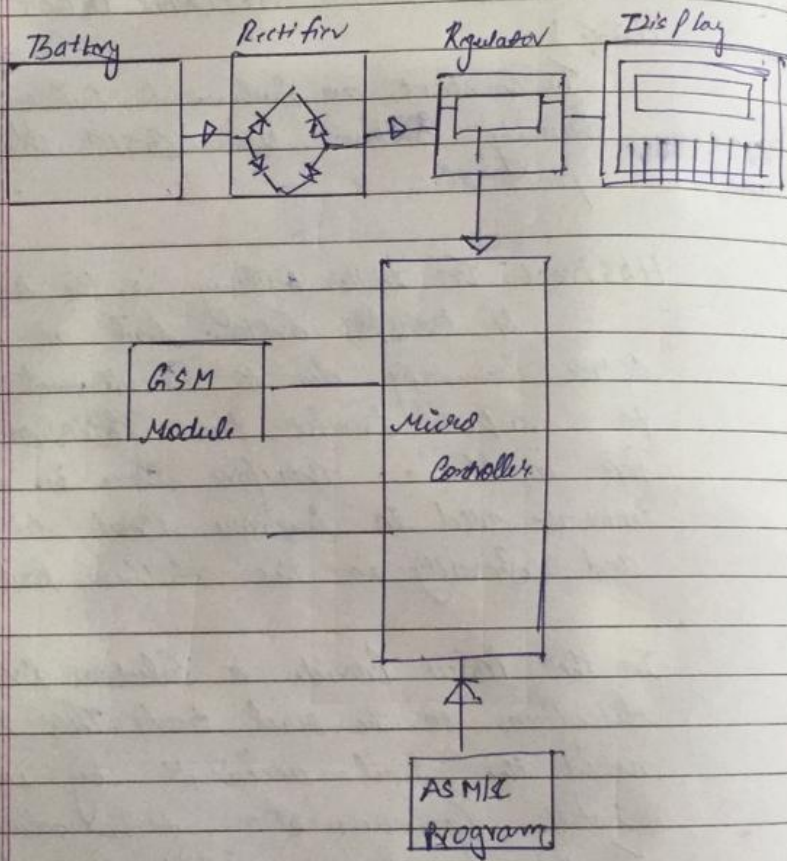 Battery
Rectifier
Regulator
Display
GSM
Module
Micro
Controller
ASM/C
Program